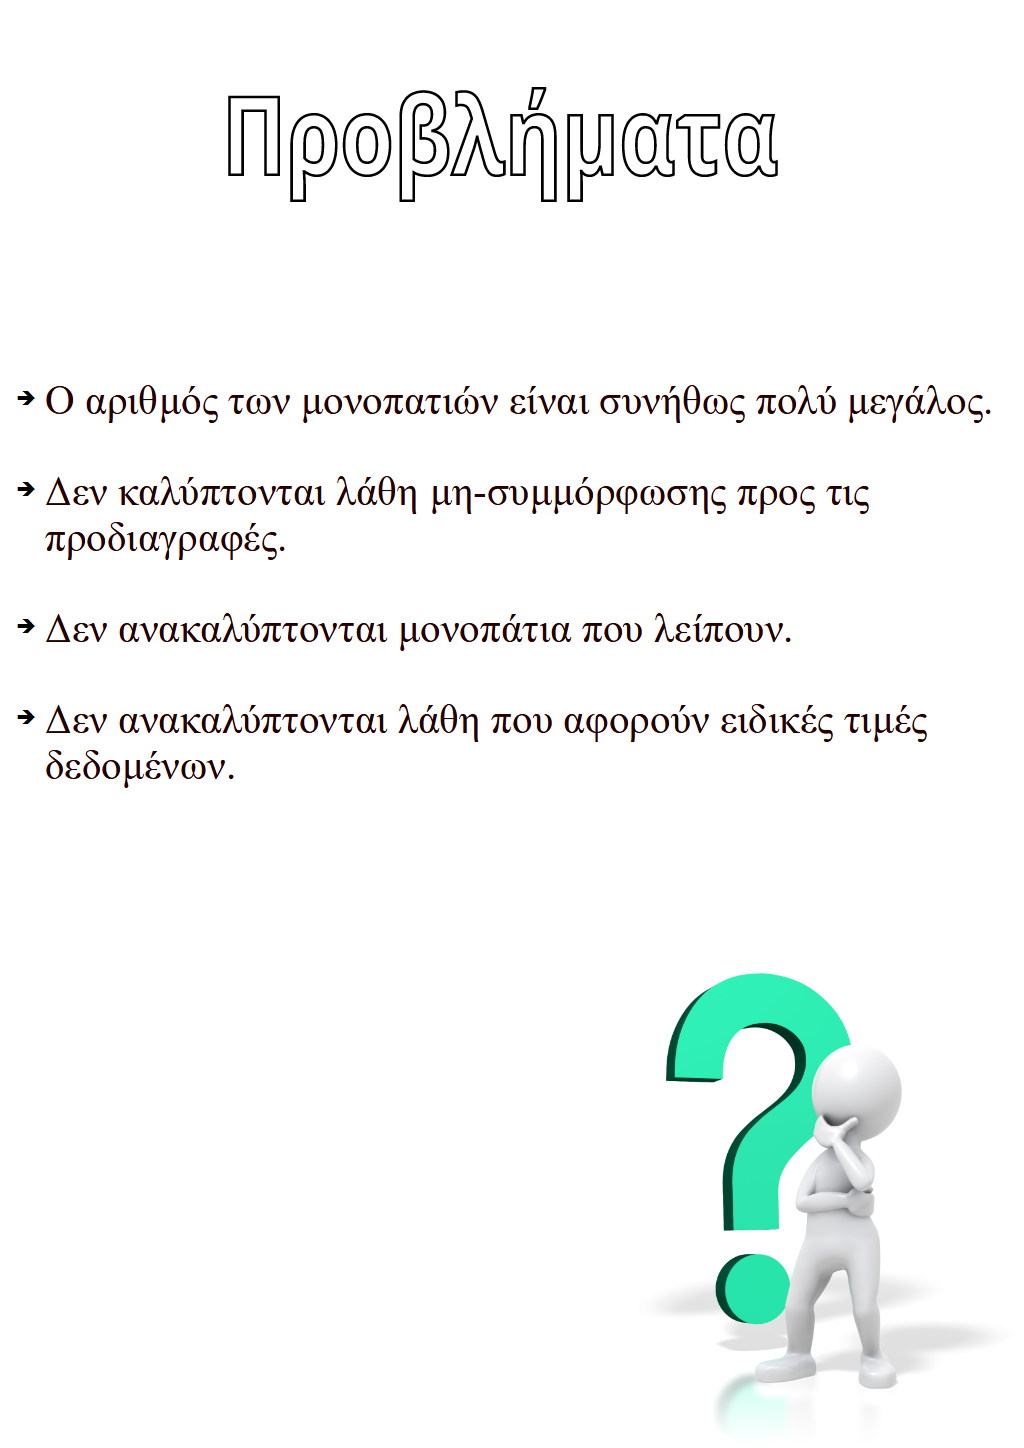 Προβλήματα
➔ Ο αριθμός των μονοπατιών είναι συνήθως πολύ μεγάλος.
➔ Δεν καλύπτονται λάθη μη-συμμόρφωσης προς τις
προδιαγραφές.
➔ Δεν ανακαλύπτονται μονοπάτια που λείπουν.
➔ Δεν ανακαλύπτονται λάθη που αφορούν ειδικές τιμές
δεδομένων.